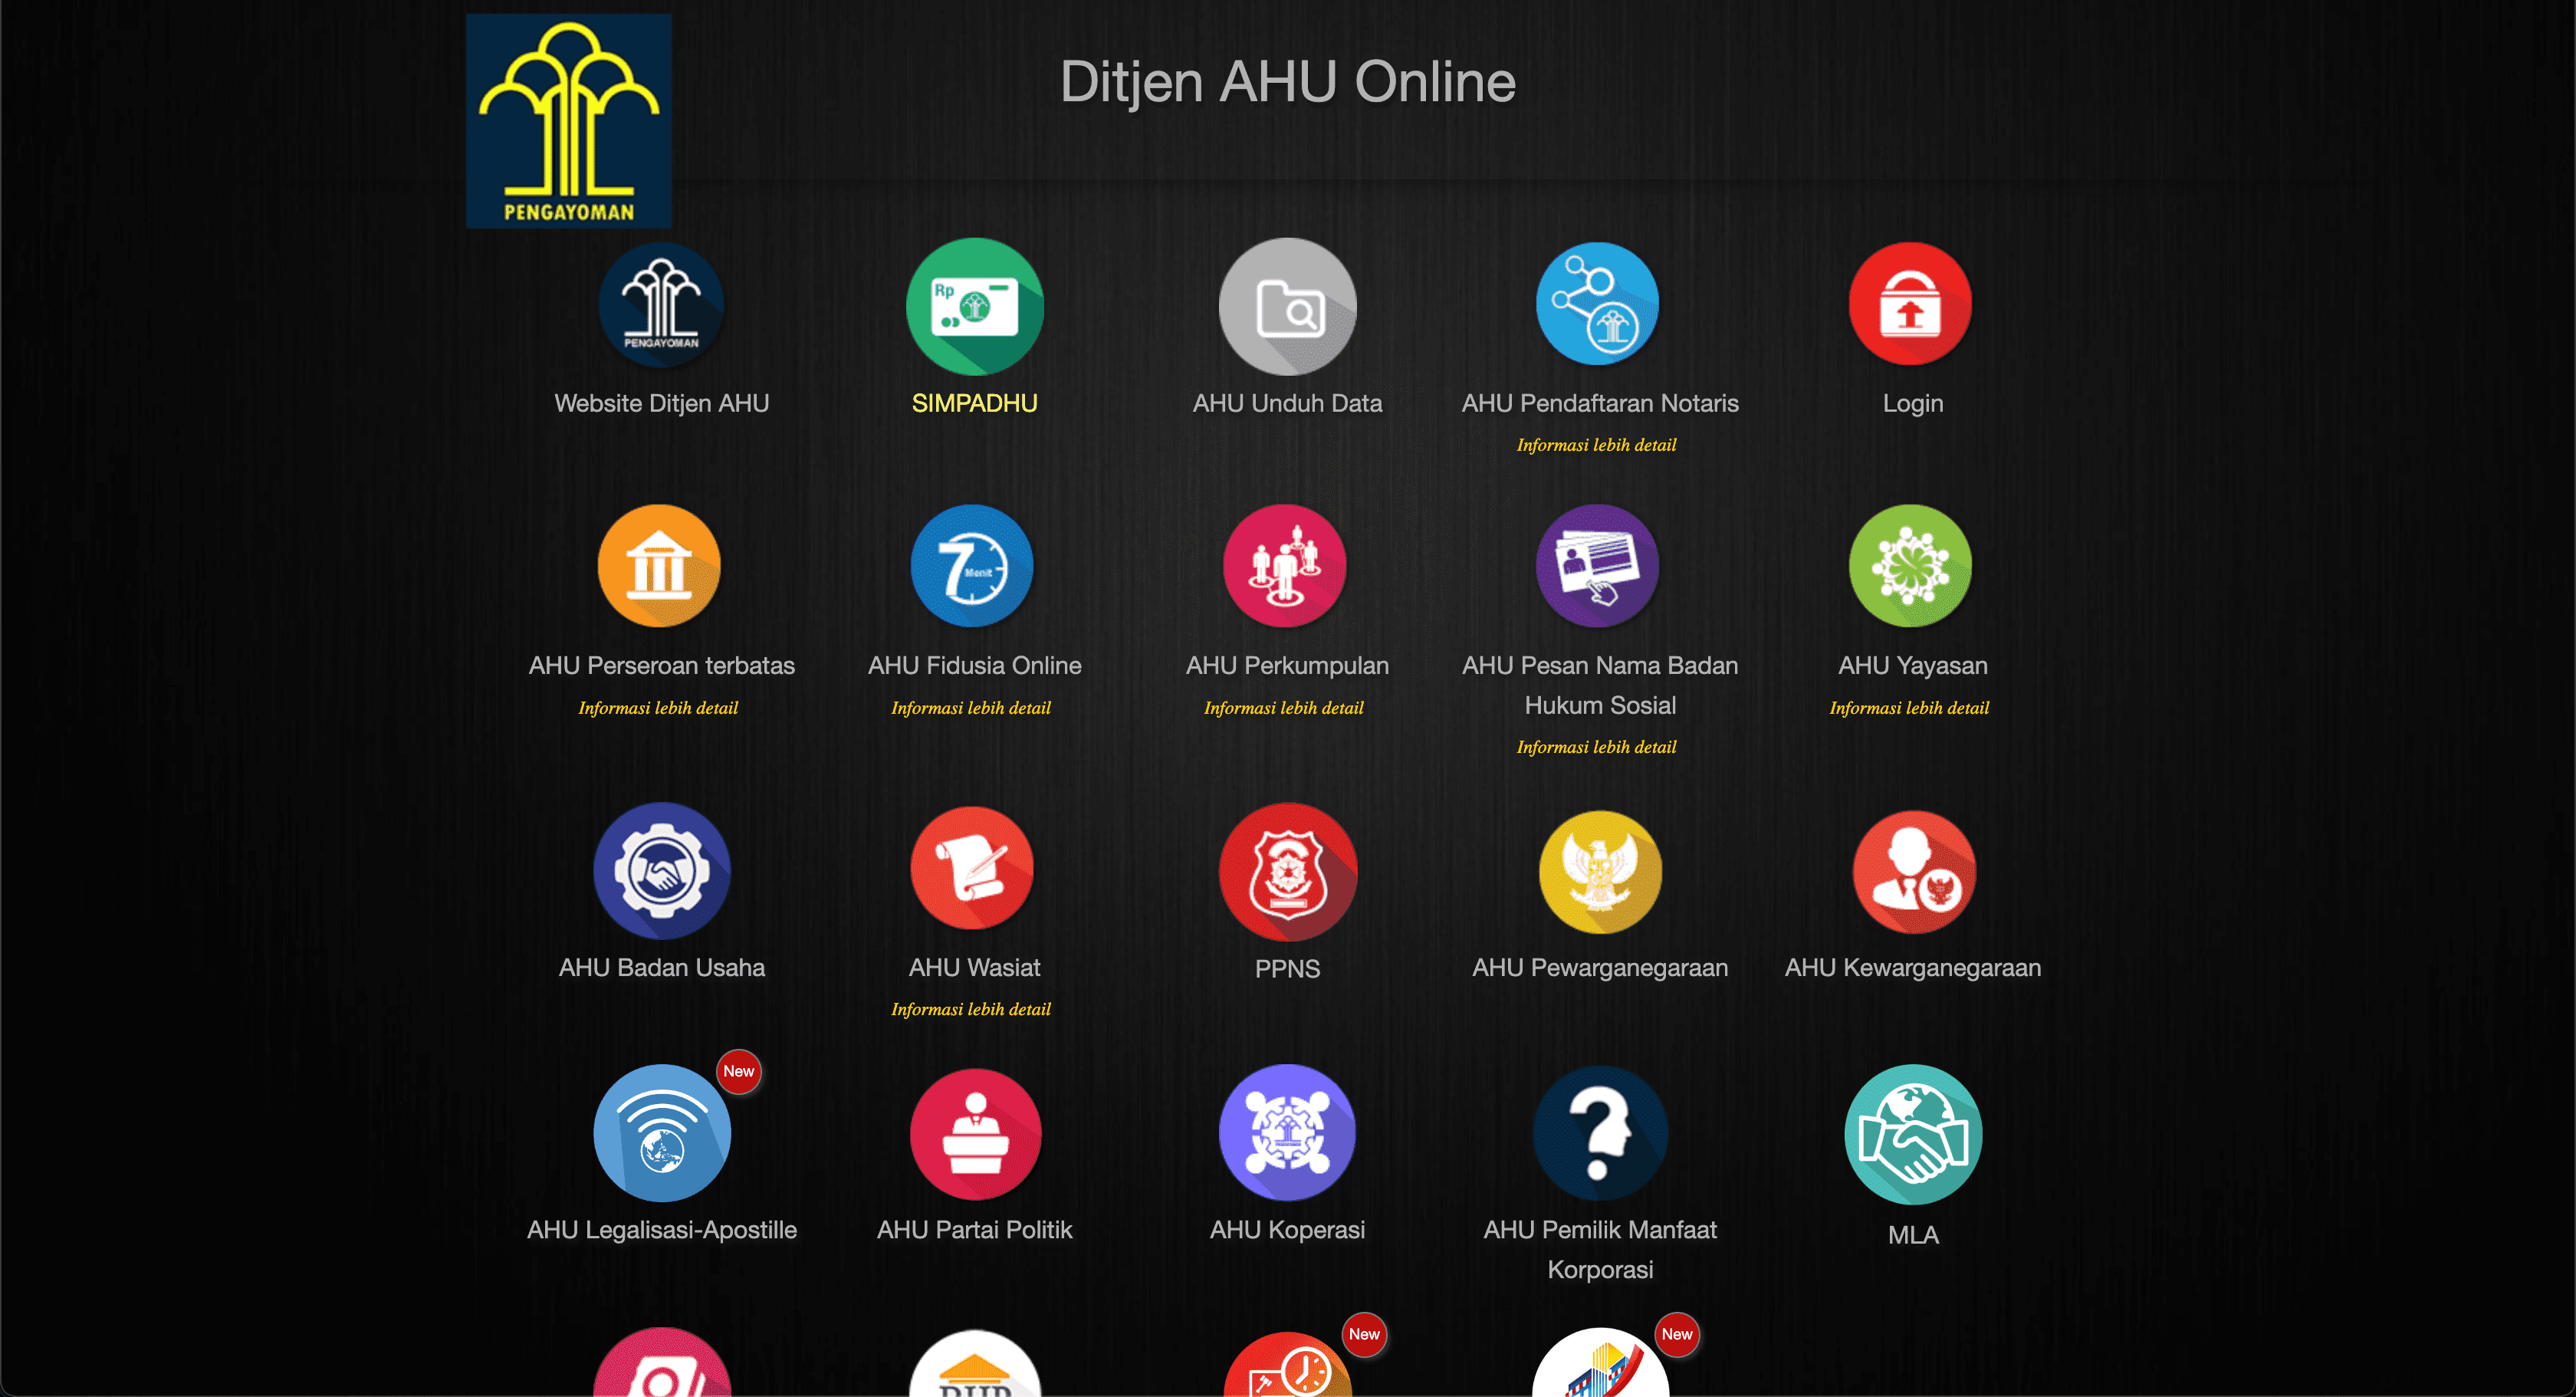 PENGAYOMAN
Ditjen AHU Online
PENGAYOMAN
Rp
Website Ditjen AHU
SIMPADHU
AHU Unduh Data
AHU Pendaftaran Notaris
Login
Informasi lebih detail
7
Menit
AHU Perseroan terbatas
AHU Fidusia Online
AHU Perkumpulan
AHU Pesan Nama Badan
Hukum Sosial
AHU Yayasan
Informasi lebih detail
Informasi lebih detail
Informasi lebih detail
Informasi lebih detail
Informasi lebih detail
AHU Badan Usaha
AHU Wasiat
PPNS
AHU Pewarganegaraan
AHU Kewarganegaraan
Informasi lebih detail
New
AHU Legalisasi-Apostille
AHU Partai Politik
AHU Koperasi
AHU Pemilik Manfaat
Korporasi
MLA
New
New